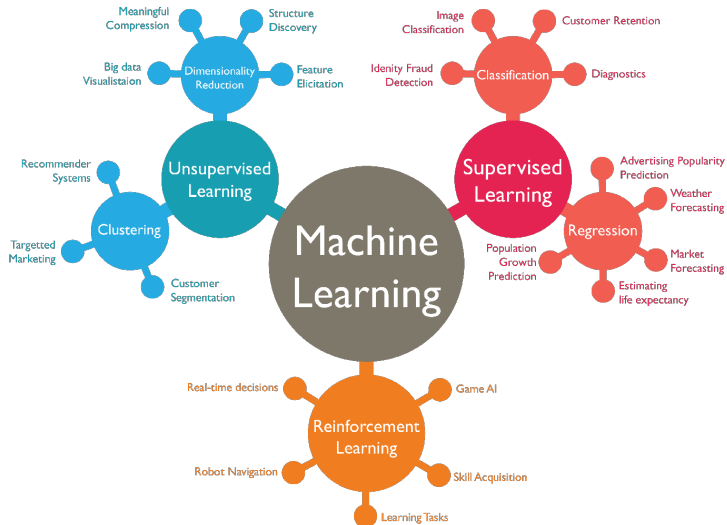 Meaningful
Compression
Structure
Discovery
Big data
Visualistaion
Dimensionality
Reduction
Feature
Elicitation
Unsupervised
Learning
Recommender
Systems
Clustering
Targetted
Marketing
Customer
Segmentation
Image
Classification
Customer Retention
Idenity Fraud
Detection
Classification
Diagnostics
Supervised
Learning
Advertising Popularity
Prediction
Weather
Forecasting
Regression
Population
Growth
Prediction
Market
Forecasting
Estimating
life expectancy
Machine
Learning
Real-time decisions
Game AI
Reinforcement
Learning
Robot Navigation
Skill Acquisition
Learning Tasks